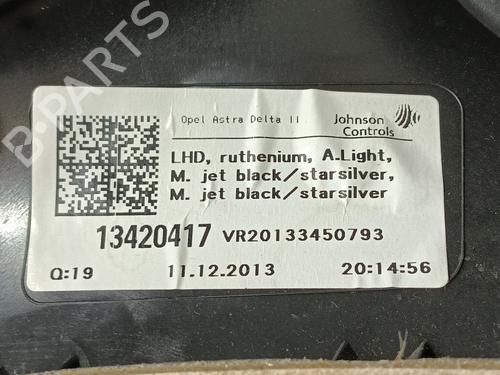 B-PARTS
Opel Astra Delta II
Johnson
Controls
LHD, ruthenium, A.Light,
M. jet black/starsilver,
M. jet black/starsilver
13420417 VR20133450793
Q:19 11.12.2013 20:14:56